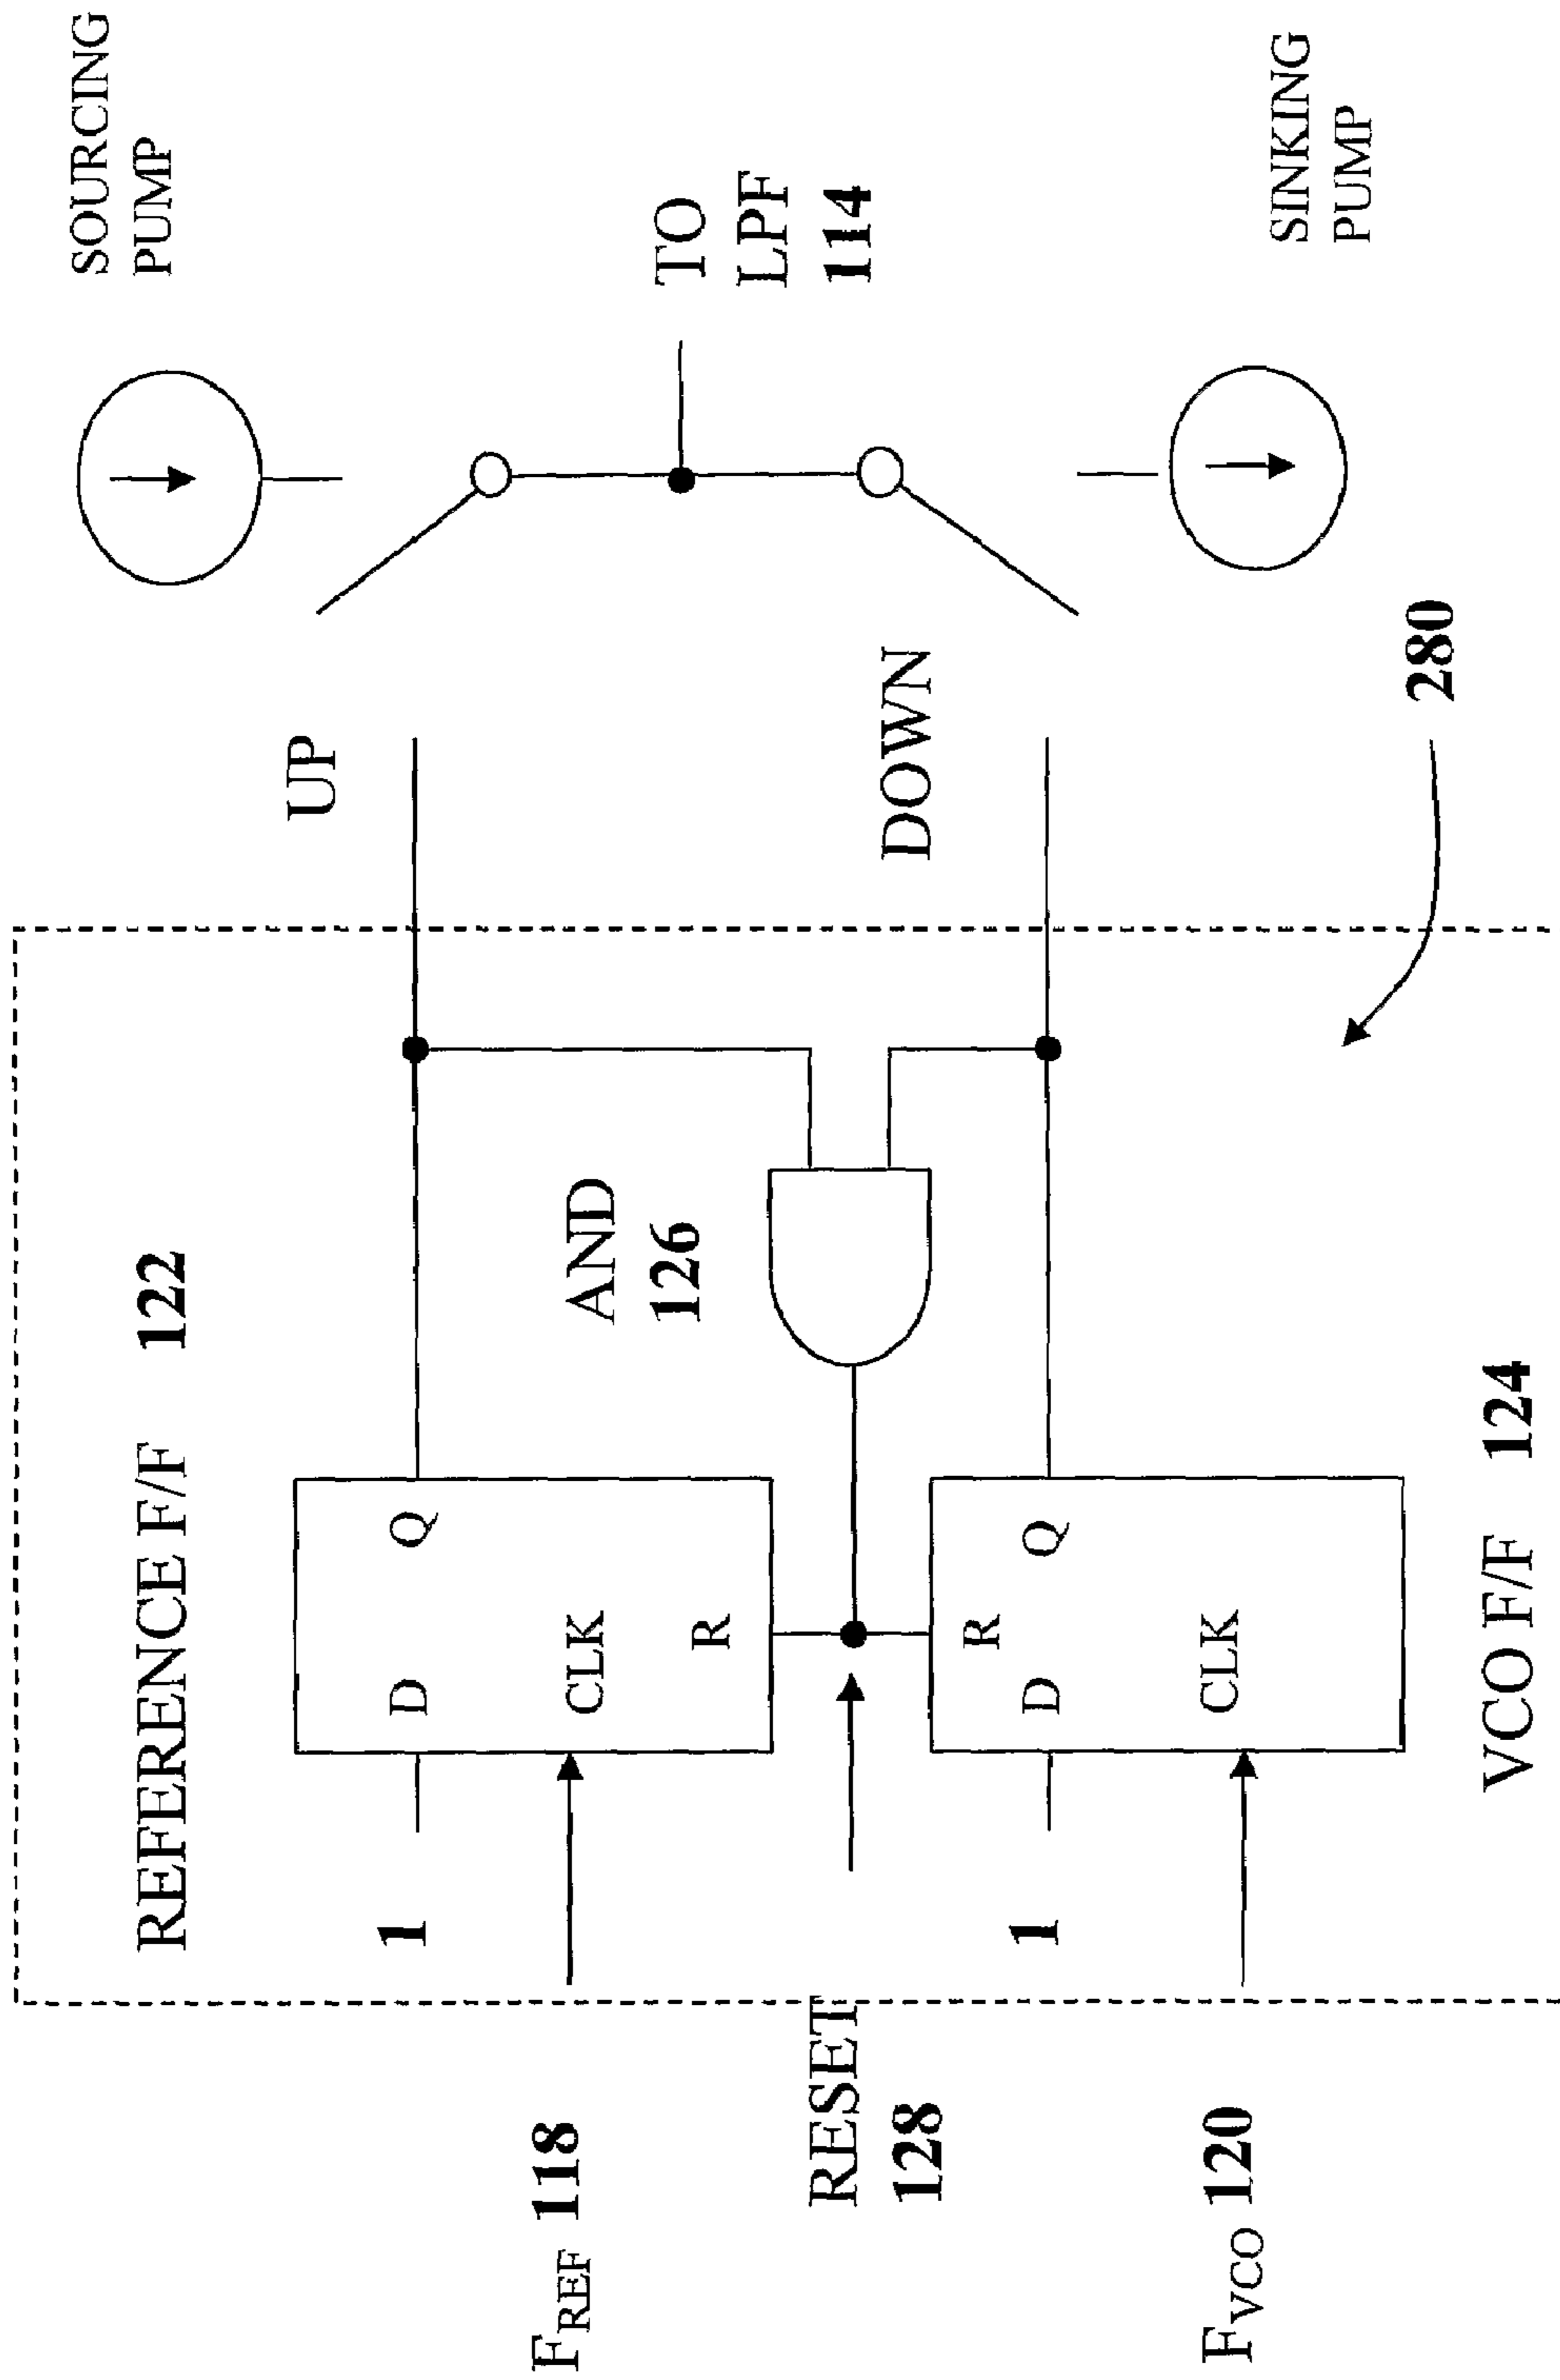 REFERENCE F/F 122
SOURCING
PUMP
UP
1
D
Q
F_REF 118
CLK
AND
126
TO
LPF
114
R
RESET
128
R
DOWN
1
D
Q
F_VCO 120
CLK
SINKING
PUMP
280
VCO F/F 124